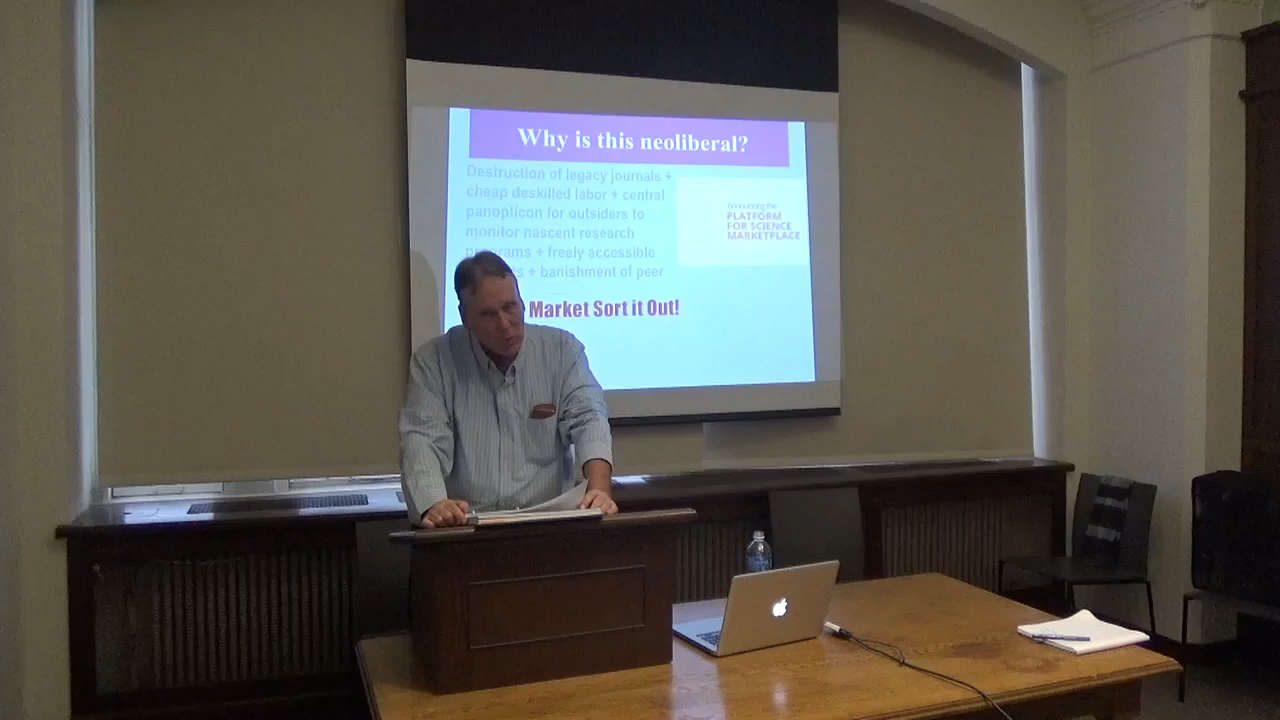 Why is this neoliberal?
Destruction of legacy journals +
cheap deskilled labor + central
panopticon for outsiders to
monitor nascent research
+ freely accessible
+ banishment of peer
Market Sort it Out!
Announcing the
PLATFORM
FOR SCIENCE
MARKETPLACE